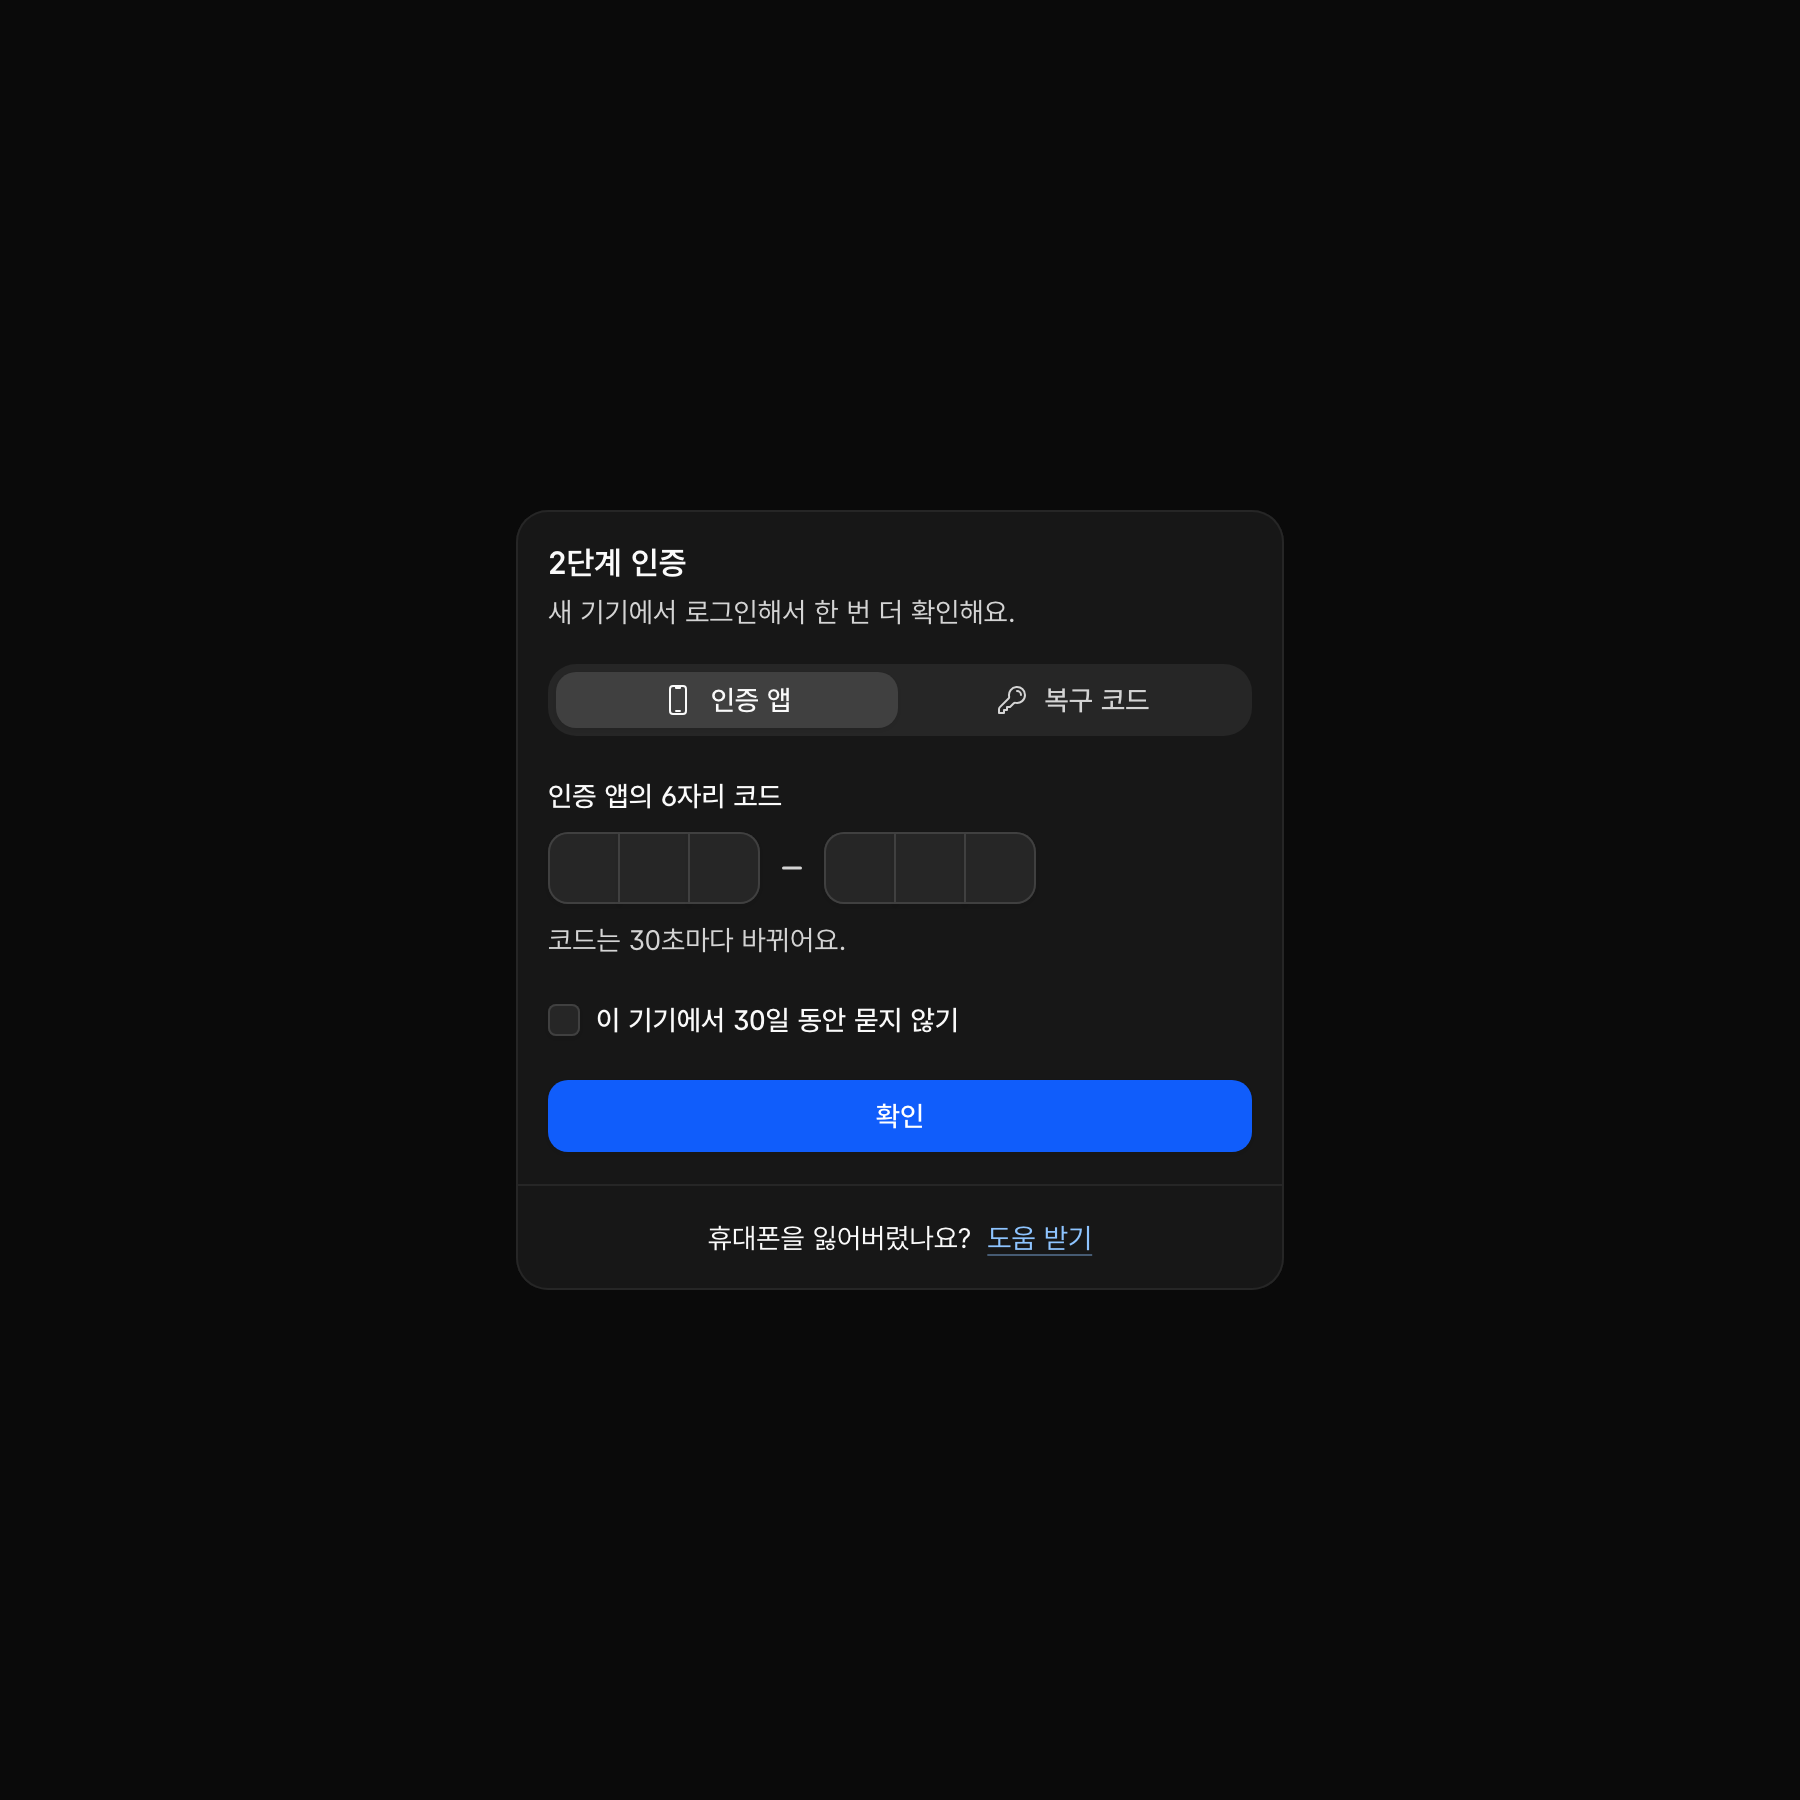 2단계 인증
새 기기에서 로그인해서 한 번 더 확인해요.
인증 앱
복구 코드
인증 앱의 6자리 코드
–
코드는 30초마다 바뀌어요.
이 기기에서 30일 동안 묻지 않기
확인
휴대폰을 잃어버렸나요? 도움 받기